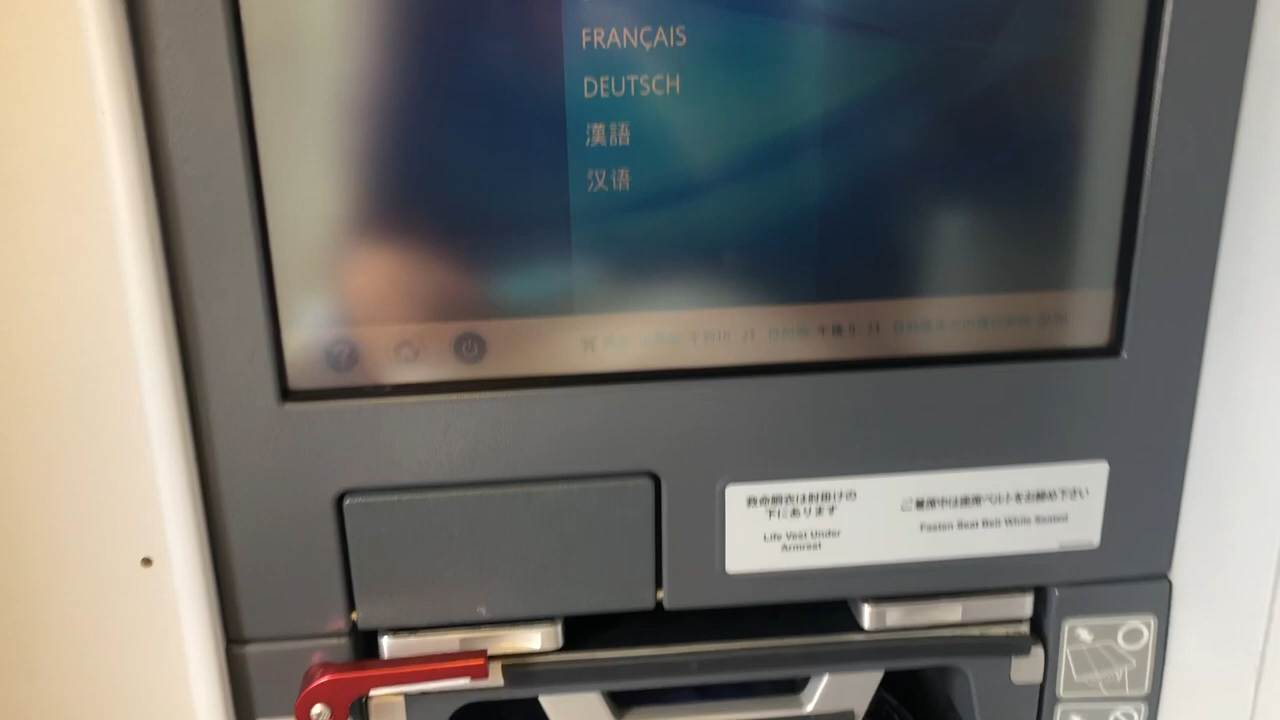 FRANÇAIS
DEUTSCH
漢語
汉语
?
救命胴衣は肘掛けの
下にあります
Life Vest Under
Armrest
ご着席中は座席ベルトをお締め下さい
Fasten Seat Belt While Seated